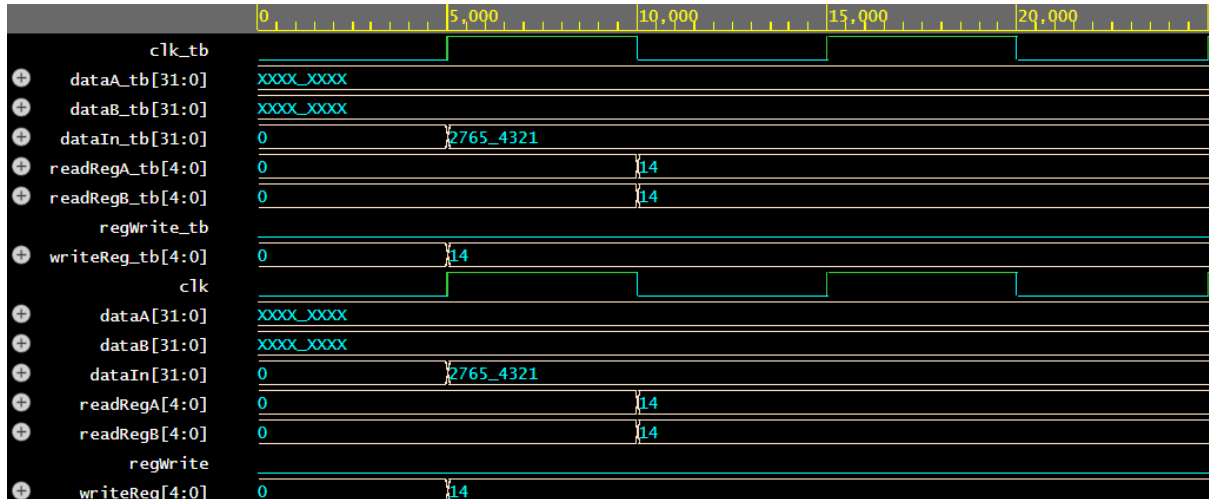 0 5,000 10,000 15,000 20,000
clk_tb
dataA_tb[31:0] XXXX_XXXX
dataB_tb[31:0] XXXX_XXXX
dataIn_tb[31:0] 0 2765_4321
readRegA_tb[4:0] 0 14
readRegB_tb[4:0] 0 14
regWrite_tb
writeReg_tb[4:0] 0 14
clk
dataA[31:0] XXXX_XXXX
dataB[31:0] XXXX_XXXX
dataIn[31:0] 0 2765_4321
readRegA[4:0] 0 14
readRegB[4:0] 0 14
regWrite
writeReg[4:0] 0 14